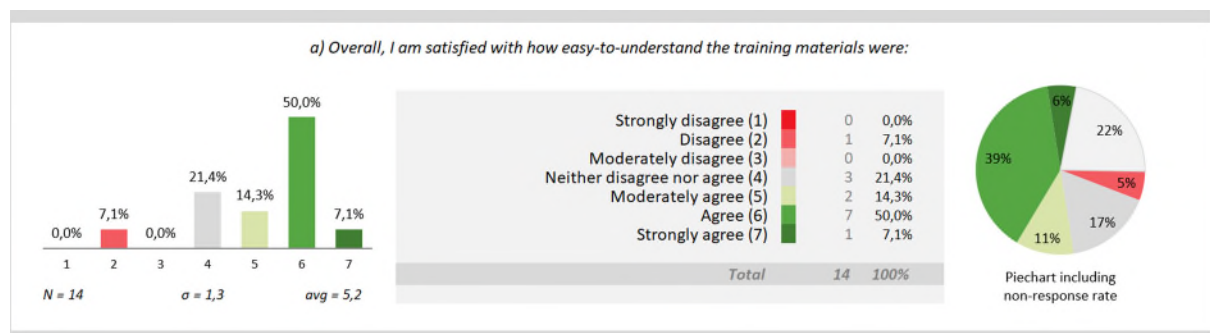 a) Overall, I am satisfied with how easy-to-understand the training materials were:
50,0%
21,4%
14,3%
7,1%
7,1%
0,0%
0,0%
1 2 3 4 5 6 7
N = 14 σ = 1,3 avg = 5,2
Strongly disagree (1) 0 0,0%
Disagree (2) 1 7,1%
Moderately disagree (3) 0 0,0%
Neither disagree nor agree (4) 3 21,4%
Moderately agree (5) 2 14,3%
Agree (6) 7 50,0%
Strongly agree (7) 1 7,1%
Total 14 100%
6%
22%
39%
5%
17%
11%
Piechart including
non-response rate